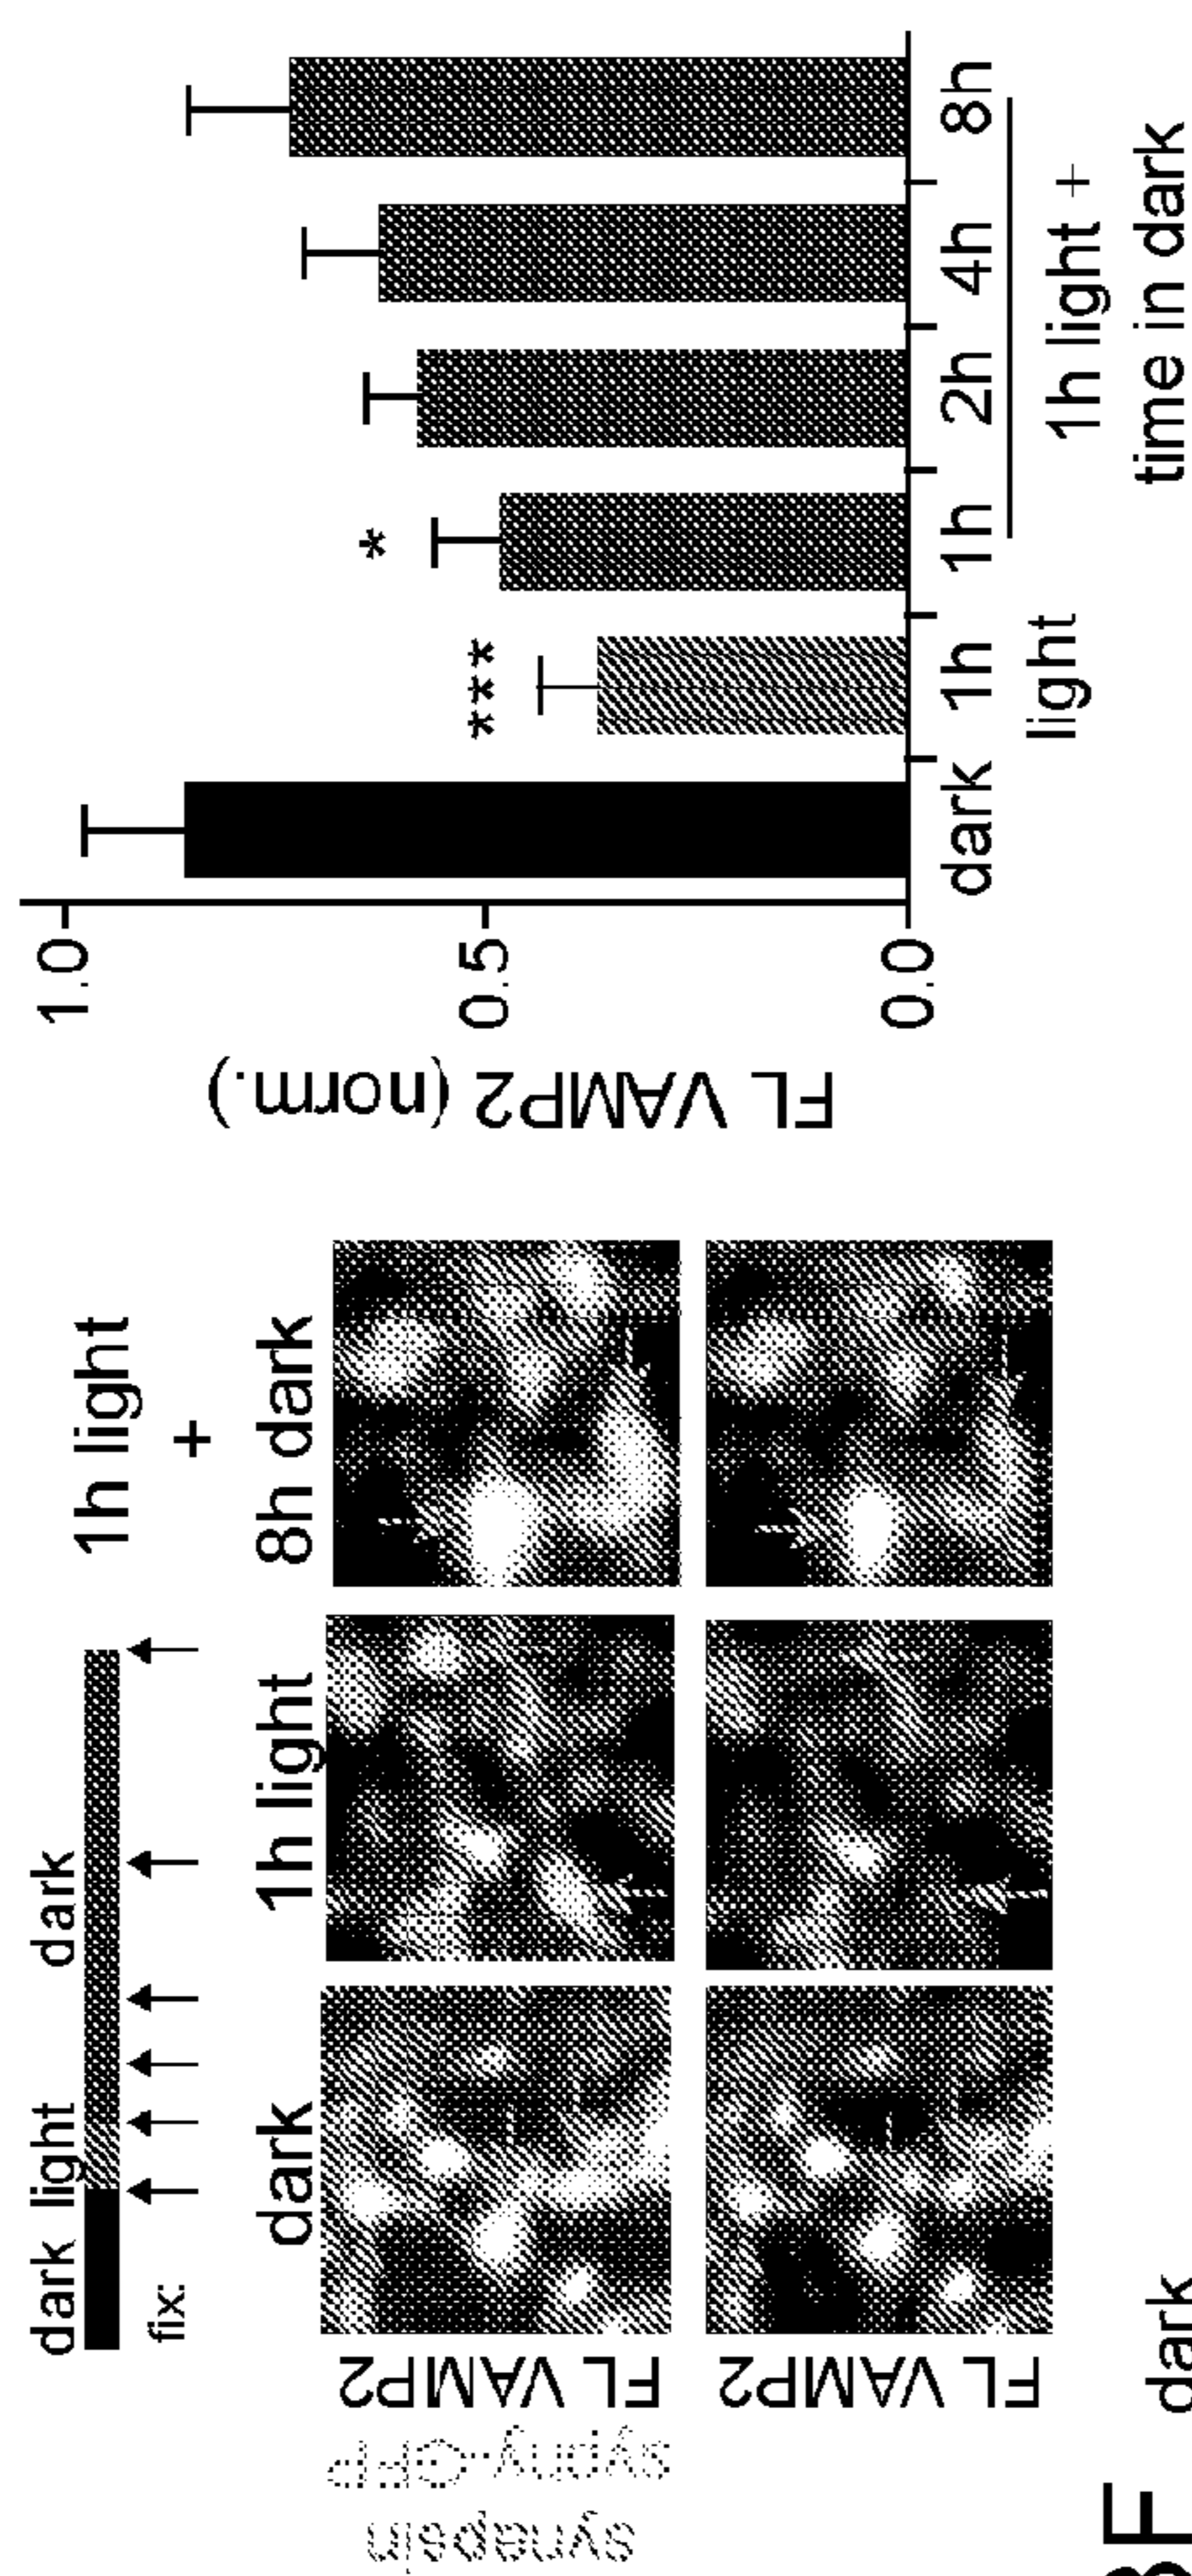 dark light dark
fix:
1h light
+
dark 1h light 8h dark
synapsin
sypny-GFP
FL VAMP2
FL VAMP2
FL VAMP2 (norm.)
1.0
0.5
0.0
***
*
dark 1h 1h 2h 4h 8h
light
1h light +
time in dark
dark